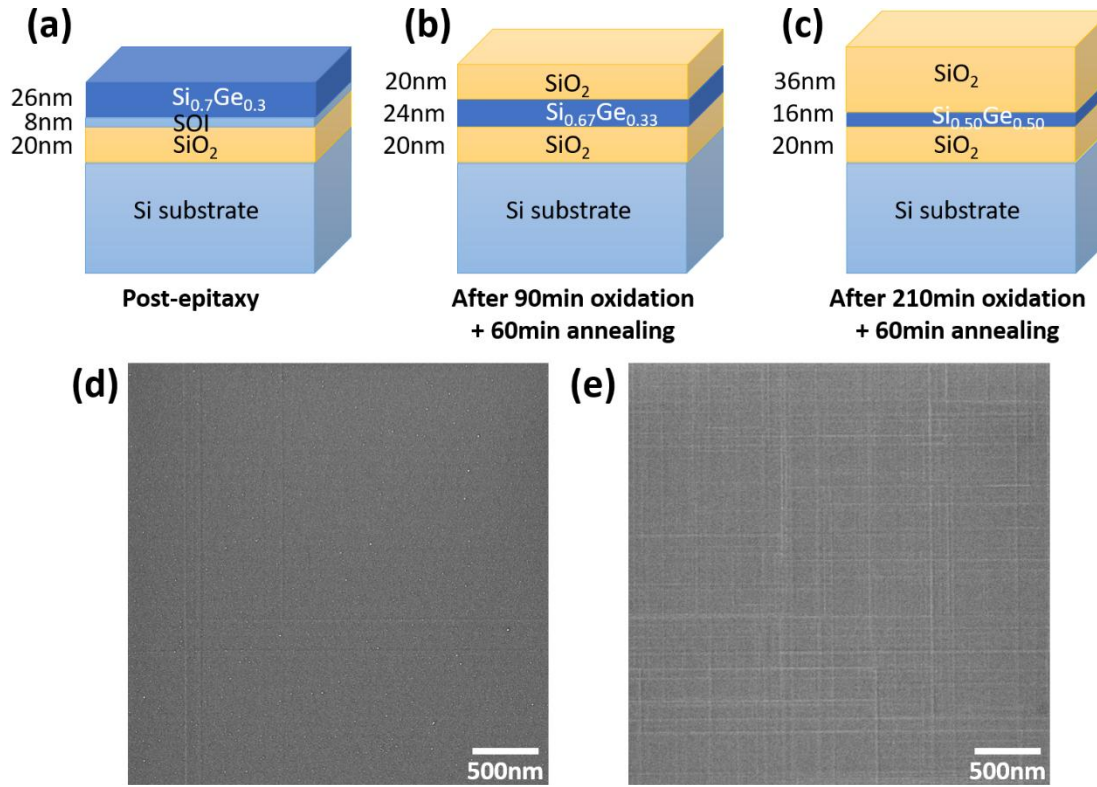 (a)
26nm
8nm
20nm
Si0.7Ge0.3
SOI
SiO2
Si substrate
Post-epitaxy
(b)
20nm
24nm
20nm
SiO2
Si0.67Ge0.33
SiO2
Si substrate
After 90min oxidation
+ 60min annealing
(c)
36nm
16nm
20nm
SiO2
Si0.50Ge0.50
SiO2
Si substrate
After 210min oxidation
+ 60min annealing
(d)
500nm
(e)
500nm